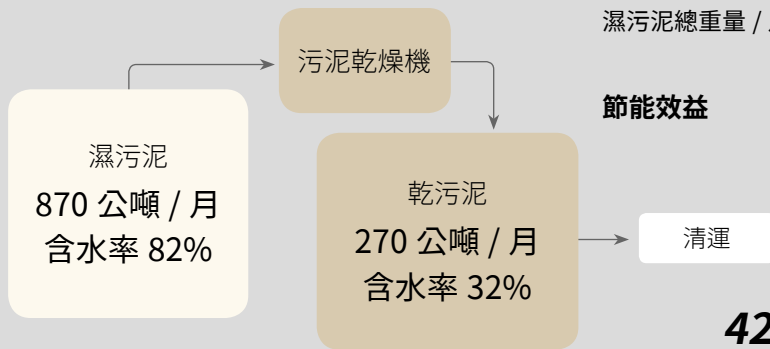 污泥乾燥機
濕污泥
870 公噸 / 月
含水率 82%
乾污泥
270 公噸 / 月
含水率 32%
清運
濕污泥總重量 /
節能效益
42